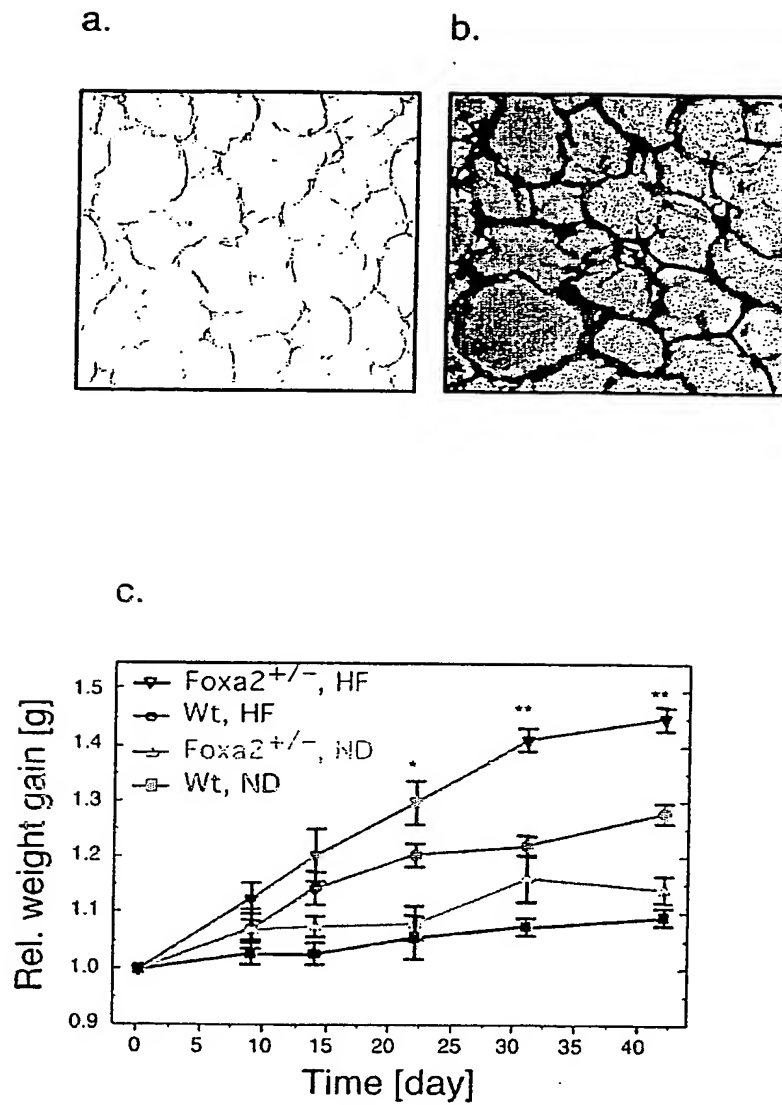 a.
b.
c.
Rel. weight gain [g]
1.5
1.4
1.3
1.2
1.1
1.0
0.9
Foxa2+/-, HF
Wt, HF
Foxa2+/-, ND
Wt, ND
*
**
**
0 5 10 15 20 25 30 35 40
Time [day]